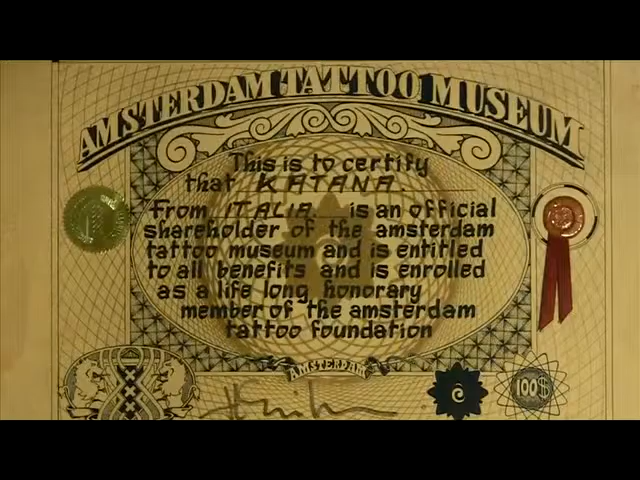 AMSTERDAM TATTOO MUSEUM
This is to certify
that KATANA.
From ITALIA. is an official
shareholder of the amsterdam
tattoo museum and is entitled
to all benefits and is enrolled
as a life long honorary
member of the amsterdam
tattoo foundation
AMSTERDAM
100$